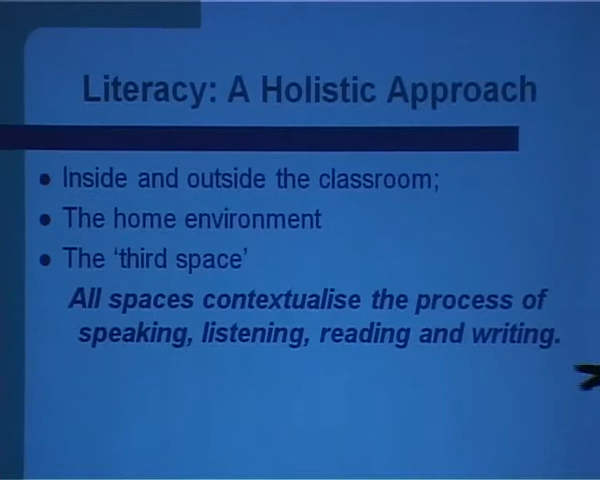 Literacy: A Holistic Approach
• Inside and outside the classroom;
• The home environment
• The ‘third space’
All spaces contextualise the process of
speaking, listening, reading and writing.